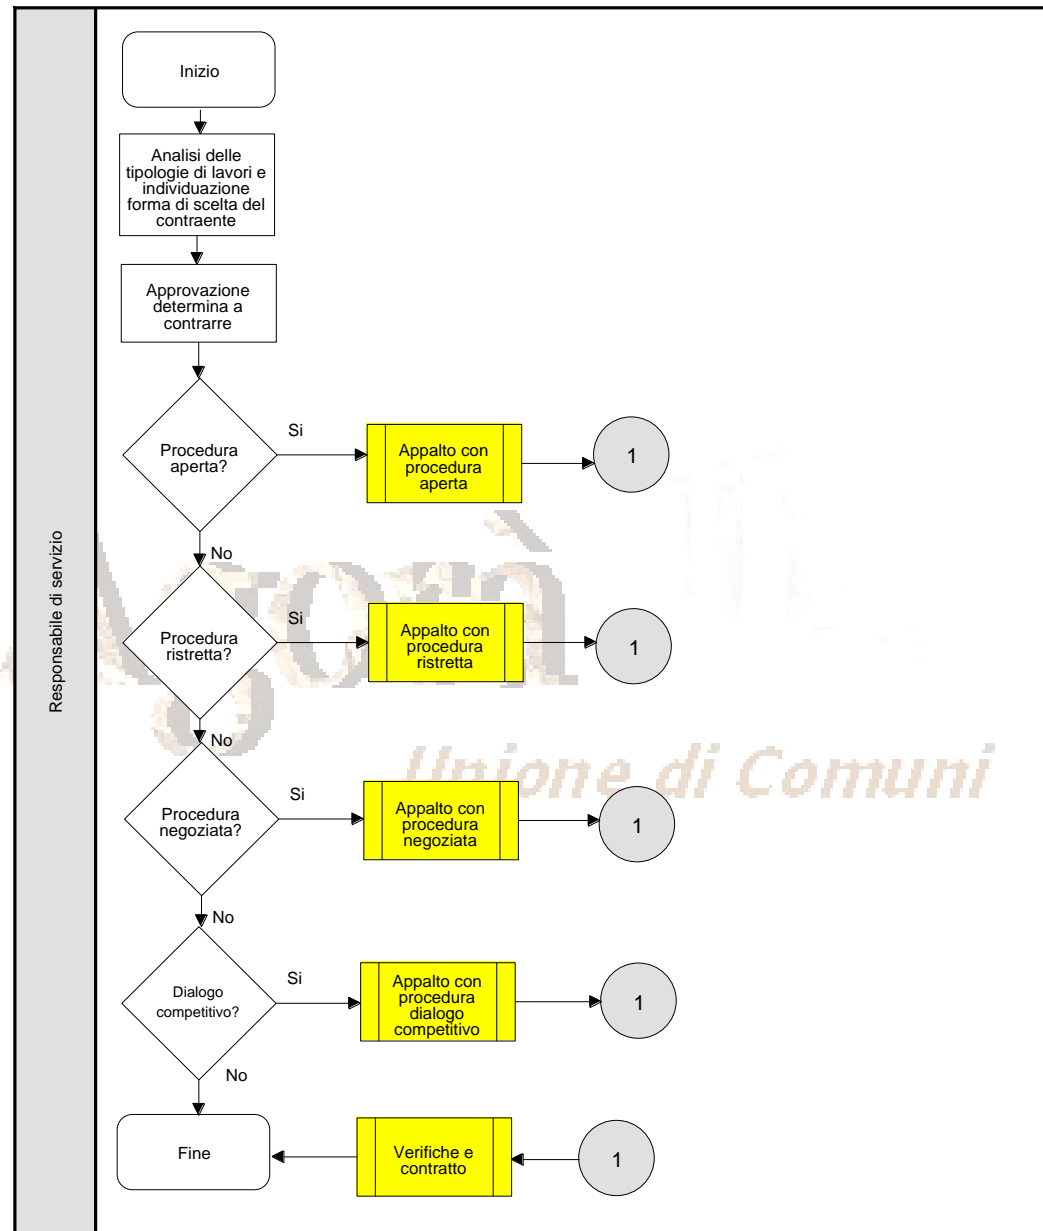 Responsabile di servizio
Inizio
Analisi delle
tipologie di lavori e
individuazione
forma di scelta del
contraente
Approvazione
determina a
contrarre
Procedura
aperta?
Si
Appalto con
procedura
aperta
1
No
Procedura
ristretta?
Si
Appalto con
procedura
ristretta
1
No
Procedura
negoziata?
Si
Appalto con
procedura
negoziata
1
No
Dialogo
competitivo?
Si
Appalto con
procedura
dialogo
competitivo
1
No
Fine
Verifiche e
contratto
1
Agorà
Unione di Comuni